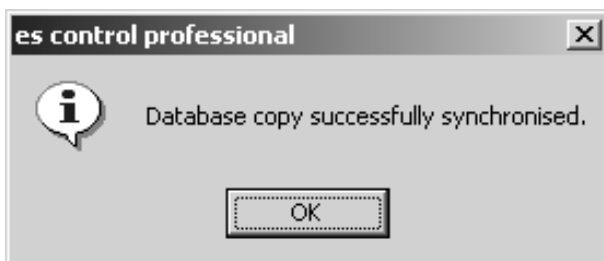 es control professional
Database copy successfully synchronised.
OK